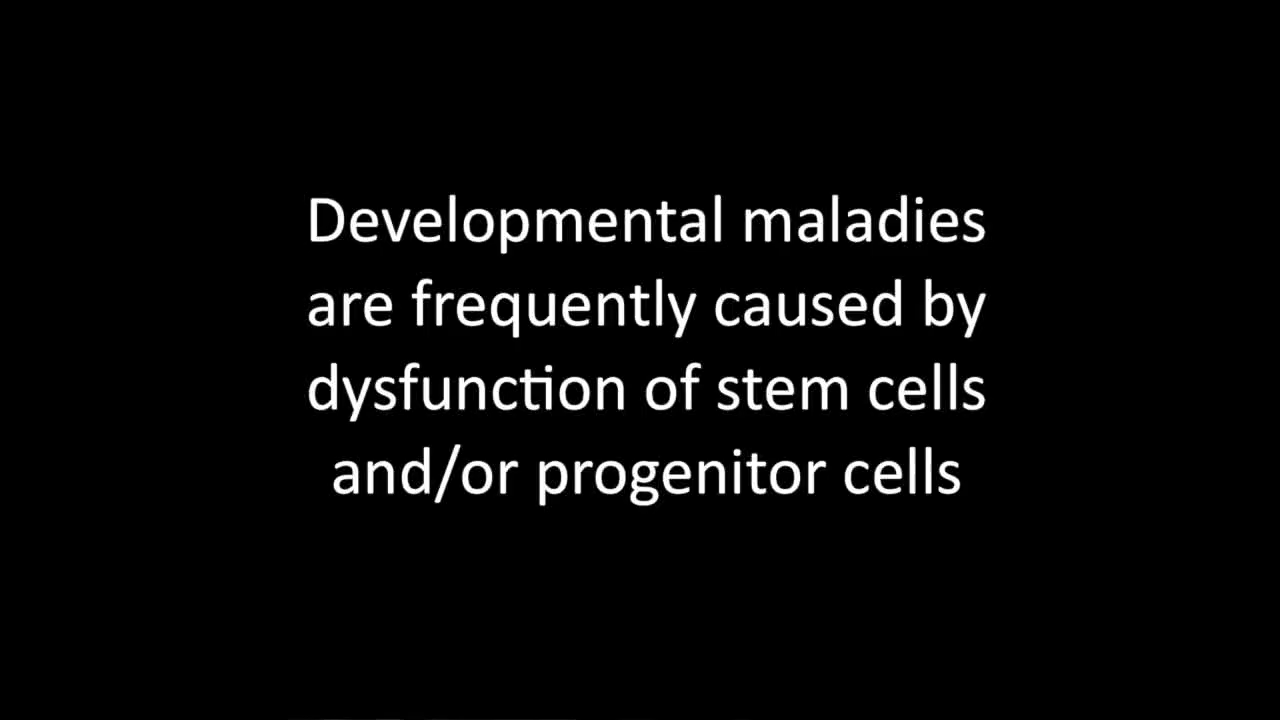 Developmental maladies
are frequently caused by
dysfunction of stem cells
and/or progenitor cells